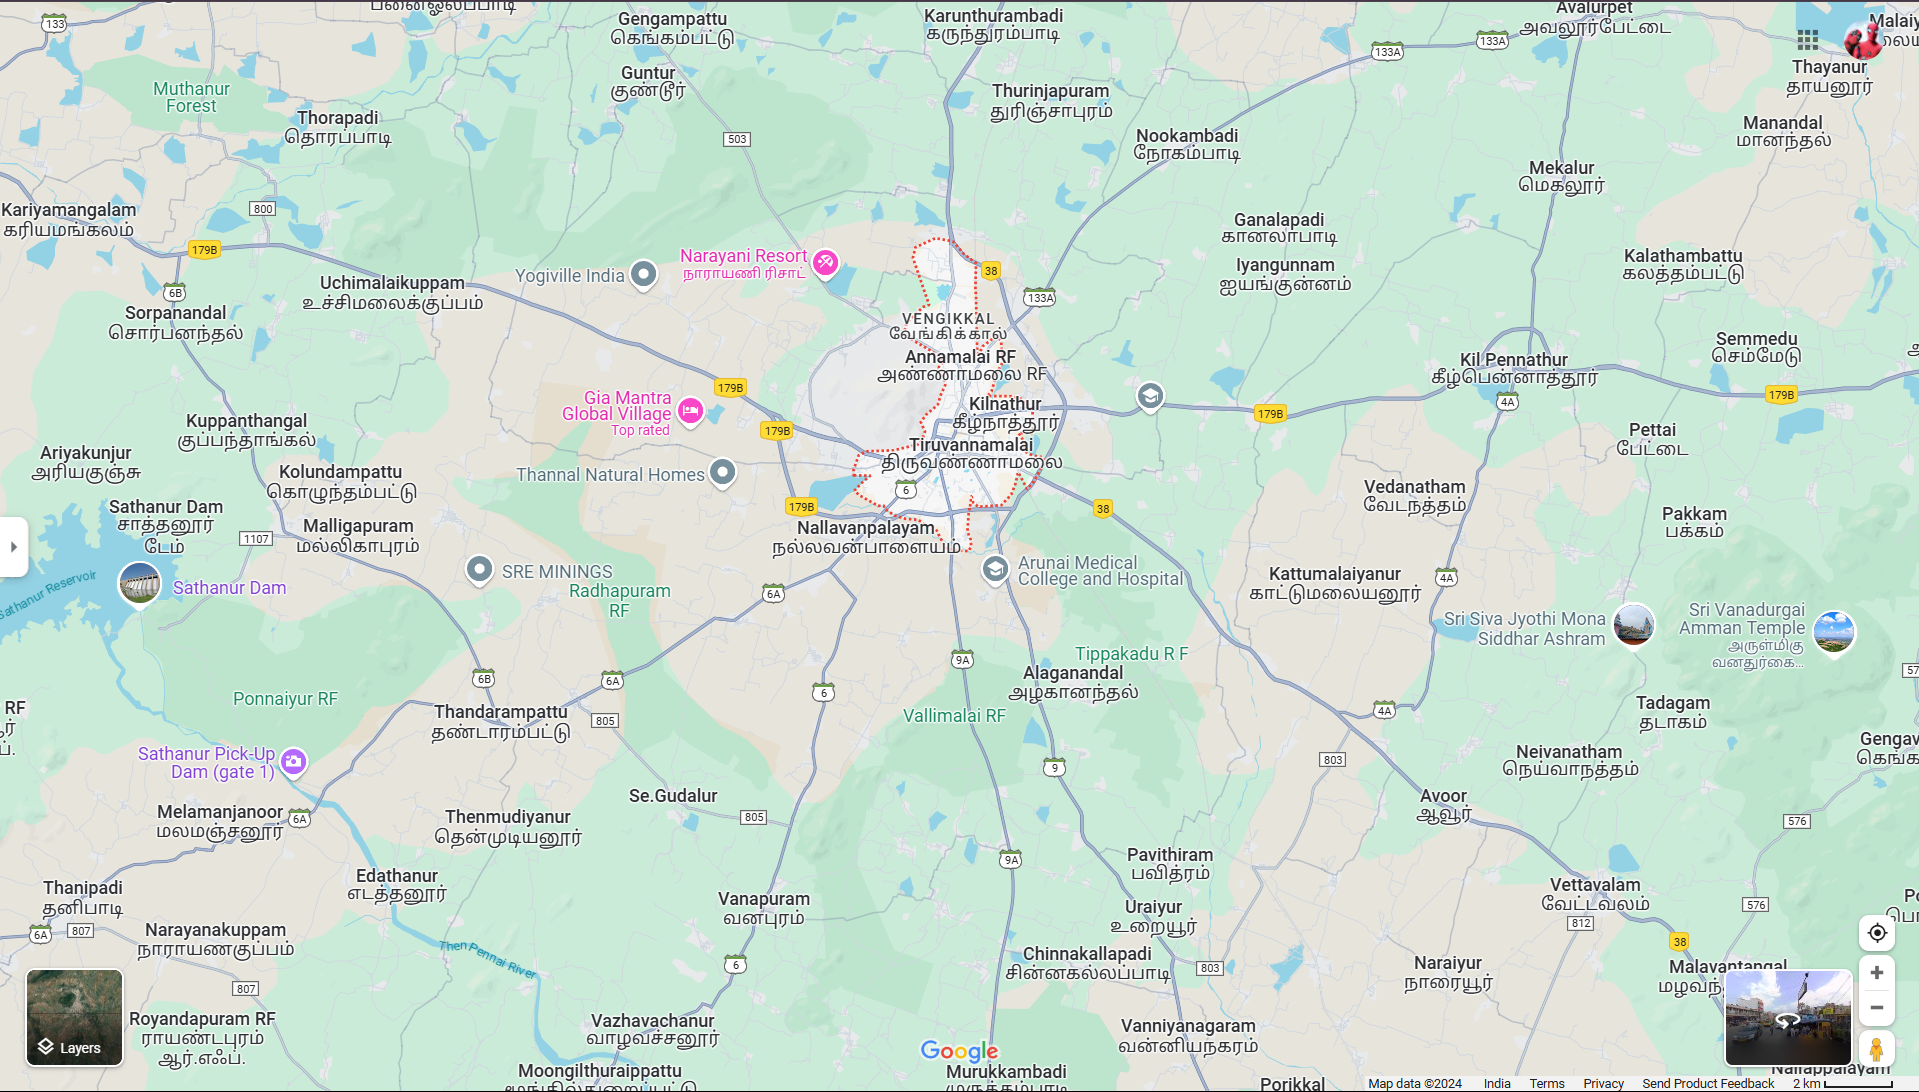 133
Gengampattu
கெங்கம்பட்டு
Karunthurambadi
கருந்துரம்பாடி
Avalurpet
அவலூர்பேட்டை
133A
133A
Muthanur
Forest
Guntur
குண்டூர்
Thurinjapuram
துரிஞ்சாபுரம்
Thayanur
தாயனூர்
Thorapadi
தொரப்பாடி
503
Nookambadi
நோகம்பாடி
Manandal
மானந்தல்
Mekalur
மெகலூர்
Kariyamangalam
கரியமங்கலம்
800
Ganalapadi
கானலாபாடி
179B
Narayani Resort
நாராயணி ரிசாட்
Yogiville India
38
Iyangunnam
ஐயங்குன்னம்
Kalathambattu
கலத்தம்பட்டு
6B
Uchimalaikuppam
உச்சிமலைக்குப்பம்
133A
Sorpanandal
சொர்பனந்தல்
VENGIKKAL
வேங்கிக்கால்
Semmedu
செம்மேடு
Annamalai RF
அண்ணாமலை RF
Kil Pennathur
கீழ்பென்னாத்தூர்
179B
Gia Mantra
Global Village
Top rated
Kilnathur
கீழ்நாத்தூர்
179B
4A
179B
Kuppanthangal
குப்பந்தாங்கல்
179B
Tiruvannamalai
திருவண்ணாமலை
Pettai
பேட்டை
Ariyakunjur
அரியகுஞ்சு
Kolundampattu
கொழுந்தம்பட்டு
Thannal Natural Homes
6
Vedanatham
வேடநத்தம்
Sathanur Dam
சாத்தனூர்
டேம்
179B
38
Malligapuram
மல்லிகாபுரம்
Nallavanpalayam
நல்லவன்பாளையம்
Pakkam
பக்கம்
1107
SRE MININGS
Arunai Medical
College and Hospital
Kattumalaiyanur
காட்டுமலையனூர்
4A
Sathanur Reservoir
Sathanur Dam
Radhapuram
RF
6A
Sri Siva Jyothi Mona
Siddhar Ashram
Sri Vanadurgai
Amman Temple
அருள்மிகு
வனதுர்கை...
9A
Tippakadu R F
57
6B
6A
6
Alaganandal
அழகானந்தல்
Ponnaiyur RF
RF
Thandarampattu
தண்டாரம்பட்டு
805
Vallimalai RF
4A
Tadagam
தடாகம்
Sathanur Pick-Up
Dam (gate 1)
9
803
Neivanatham
நெய்வாநத்தம்
Se.Gudalur
Avoor
ஆவூர்
Melamanjanoor
மலமஞ்சனூர்
6A
Thenmudiyanur
தென்முடியனூர்
805
576
9A
Pavithiram
பவித்ரம்
Edathanur
எடத்தனூர்
Thanipadi
தனிபாடி
Vanapuram
வனபுரம்
Vettavalam
வேட்டவலம்
576
Uraiyur
உறையூர்
812
6A
807
Narayanakuppam
நாராயணகுப்பம்
Then Pennai River
38
6
Chinnakallapadi
சின்னகல்லப்பாடி
803
Naraiyur
நாரையூர்
Malavantangal
807
Royandapuram RF
ராயண்டபுரம்
ஆர்.எஃப்.
Layers
Vazhavachanur
வாழவச்சனூர்
Vanniyanagaram
வன்னியநகரம்
Google
Moongilthuraippattu
Murukkambadi
Porikkal
Nallappalayam
Map data ©2024 India Terms Privacy Send Product Feedback 2 km